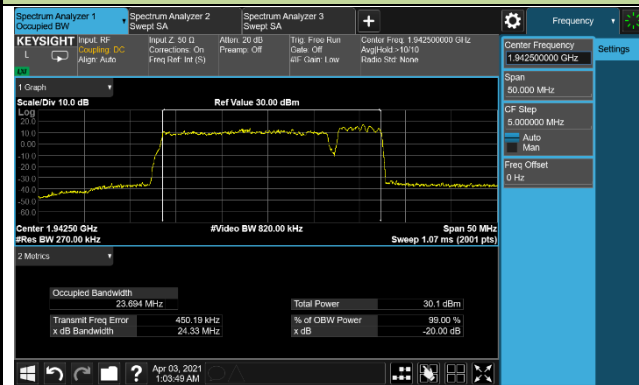 Spectrum Analyzer 1
Occupied BW
Spectrum Analyzer 2
Swept SA
Spectrum Analyzer 3
Swept SA
+
Frequency
KEYSIGHT
L
Input: RF
Coupling: DC
Align: Auto
Input Z: 50 Ω
Corrections: On
Freq Ref: Int (S)
Atten: 20 dB
Preamp: Off
Trig: Free Run
Gate: Off
#IF Gain: Low
Center Freq: 1.942500000 GHz
Avg|Hold:>10/10
Radio Std: None
Center Frequency
1.942500000 GHz
Settings
Span
50.000 MHz
CF Step
5.000000 MHz
Auto
Man
Freq Offset
0 Hz
1 Graph
Scale/Div 10.0 dB
Ref Value 30.00 dBm
Log
20.0
10.0
0.00
-10.0
-20.0
-30.0
-40.0
-50.0
-60.0
Center 1.94250 GHz
#Video BW 820.00 kHz
Span 50 MHz
#Res BW 270.00 kHz
Sweep 1.07 ms (2001 pts)
2 Metrics
Occupied Bandwidth
23.694 MHz
Total Power 30.1 dBm
Transmit Freq Error 450.19 kHz
% of OBW Power 99.00 %
x dB Bandwidth 24.33 MHz
x dB -20.00 dB
?
Apr 03, 2021
1:03:49 AM